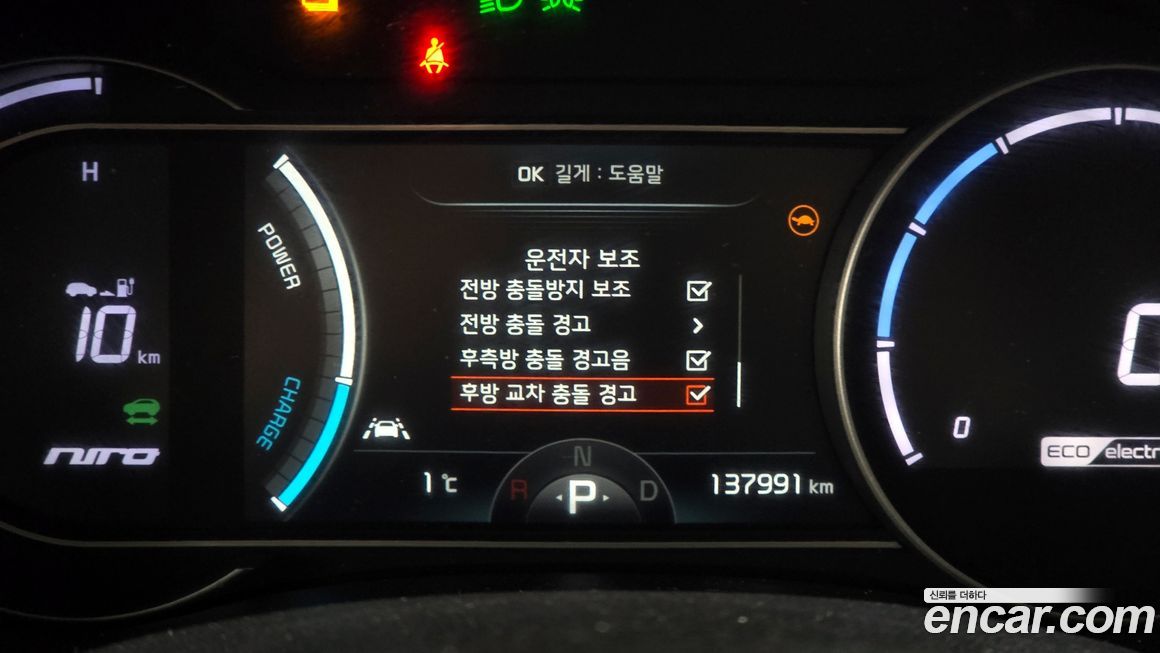 H
POWER
CHARGE
10 km
NIRO
OK 길게 : 도움말
운전자 보조
전방 충돌방지 보조
전방 충돌 경고
후측방 충돌 경고음
후방 교차 충돌 경고
N
R P D
1 ℃
137991 km
0
0
ECO electr
신뢰를 더하다
encar.com